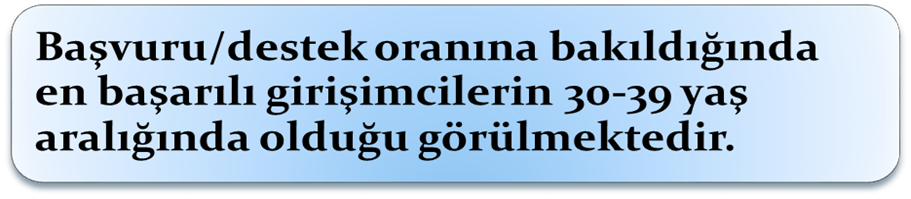 Başvuru/destek oranına bakıldığında
en başarılı girişimcilerin 30-39 yaş
aralığında olduğu görülmektedir.